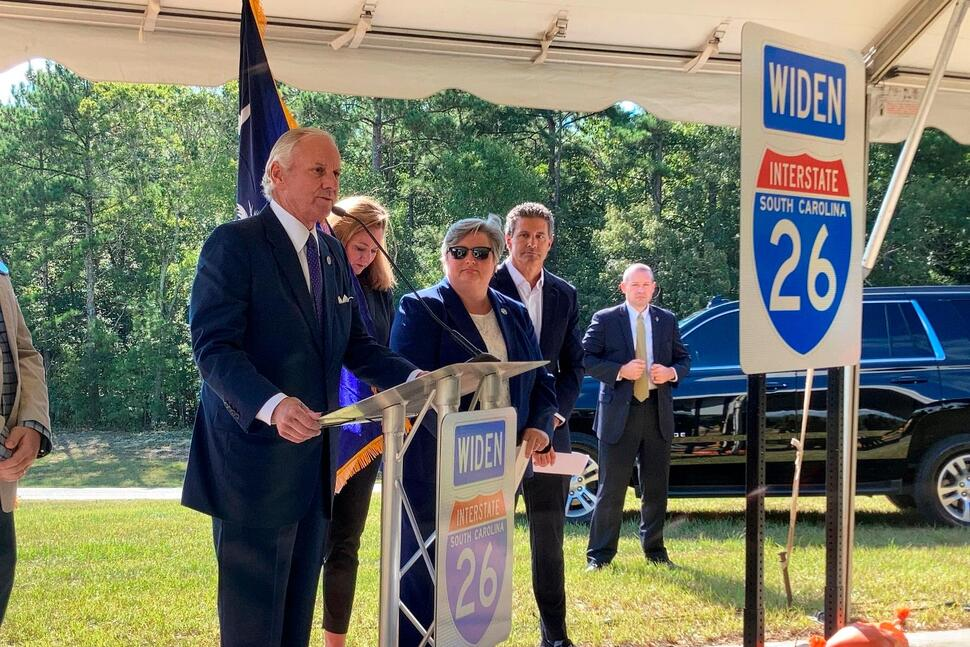 WIDEN
INTERSTATE
SOUTH CAROLINA
26
WIDEN
INTERSTATE
SOUTH CAROLINA
26